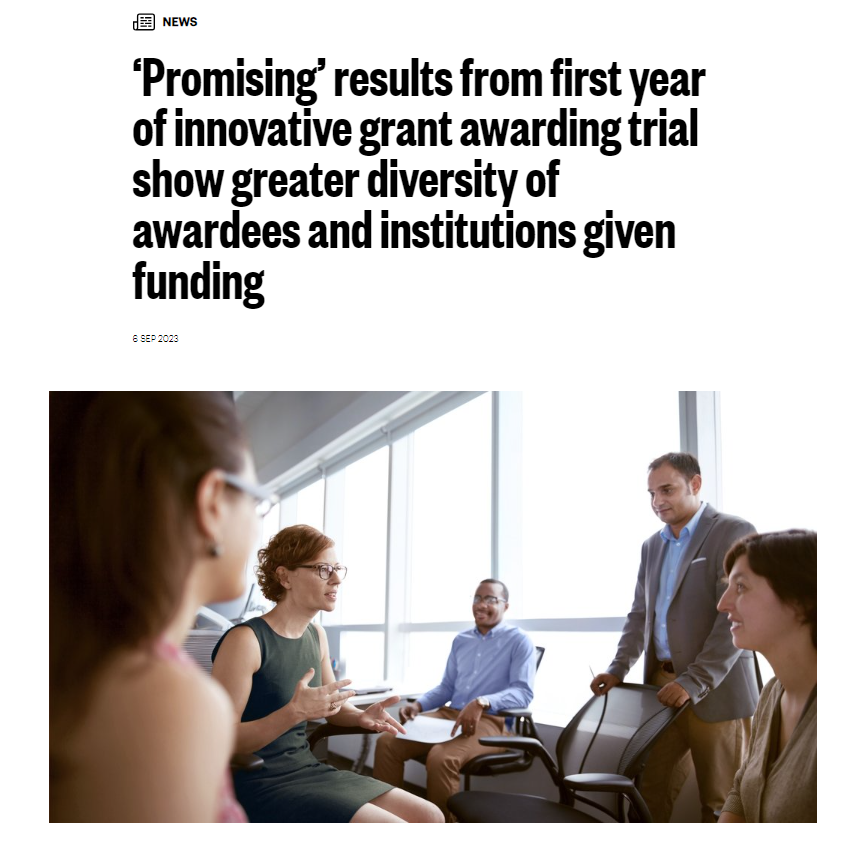 NEWS
‘Promising’ results from first year
of innovative grant awarding trial
show greater diversity of
awardees and institutions given
funding
6 SEP 2023